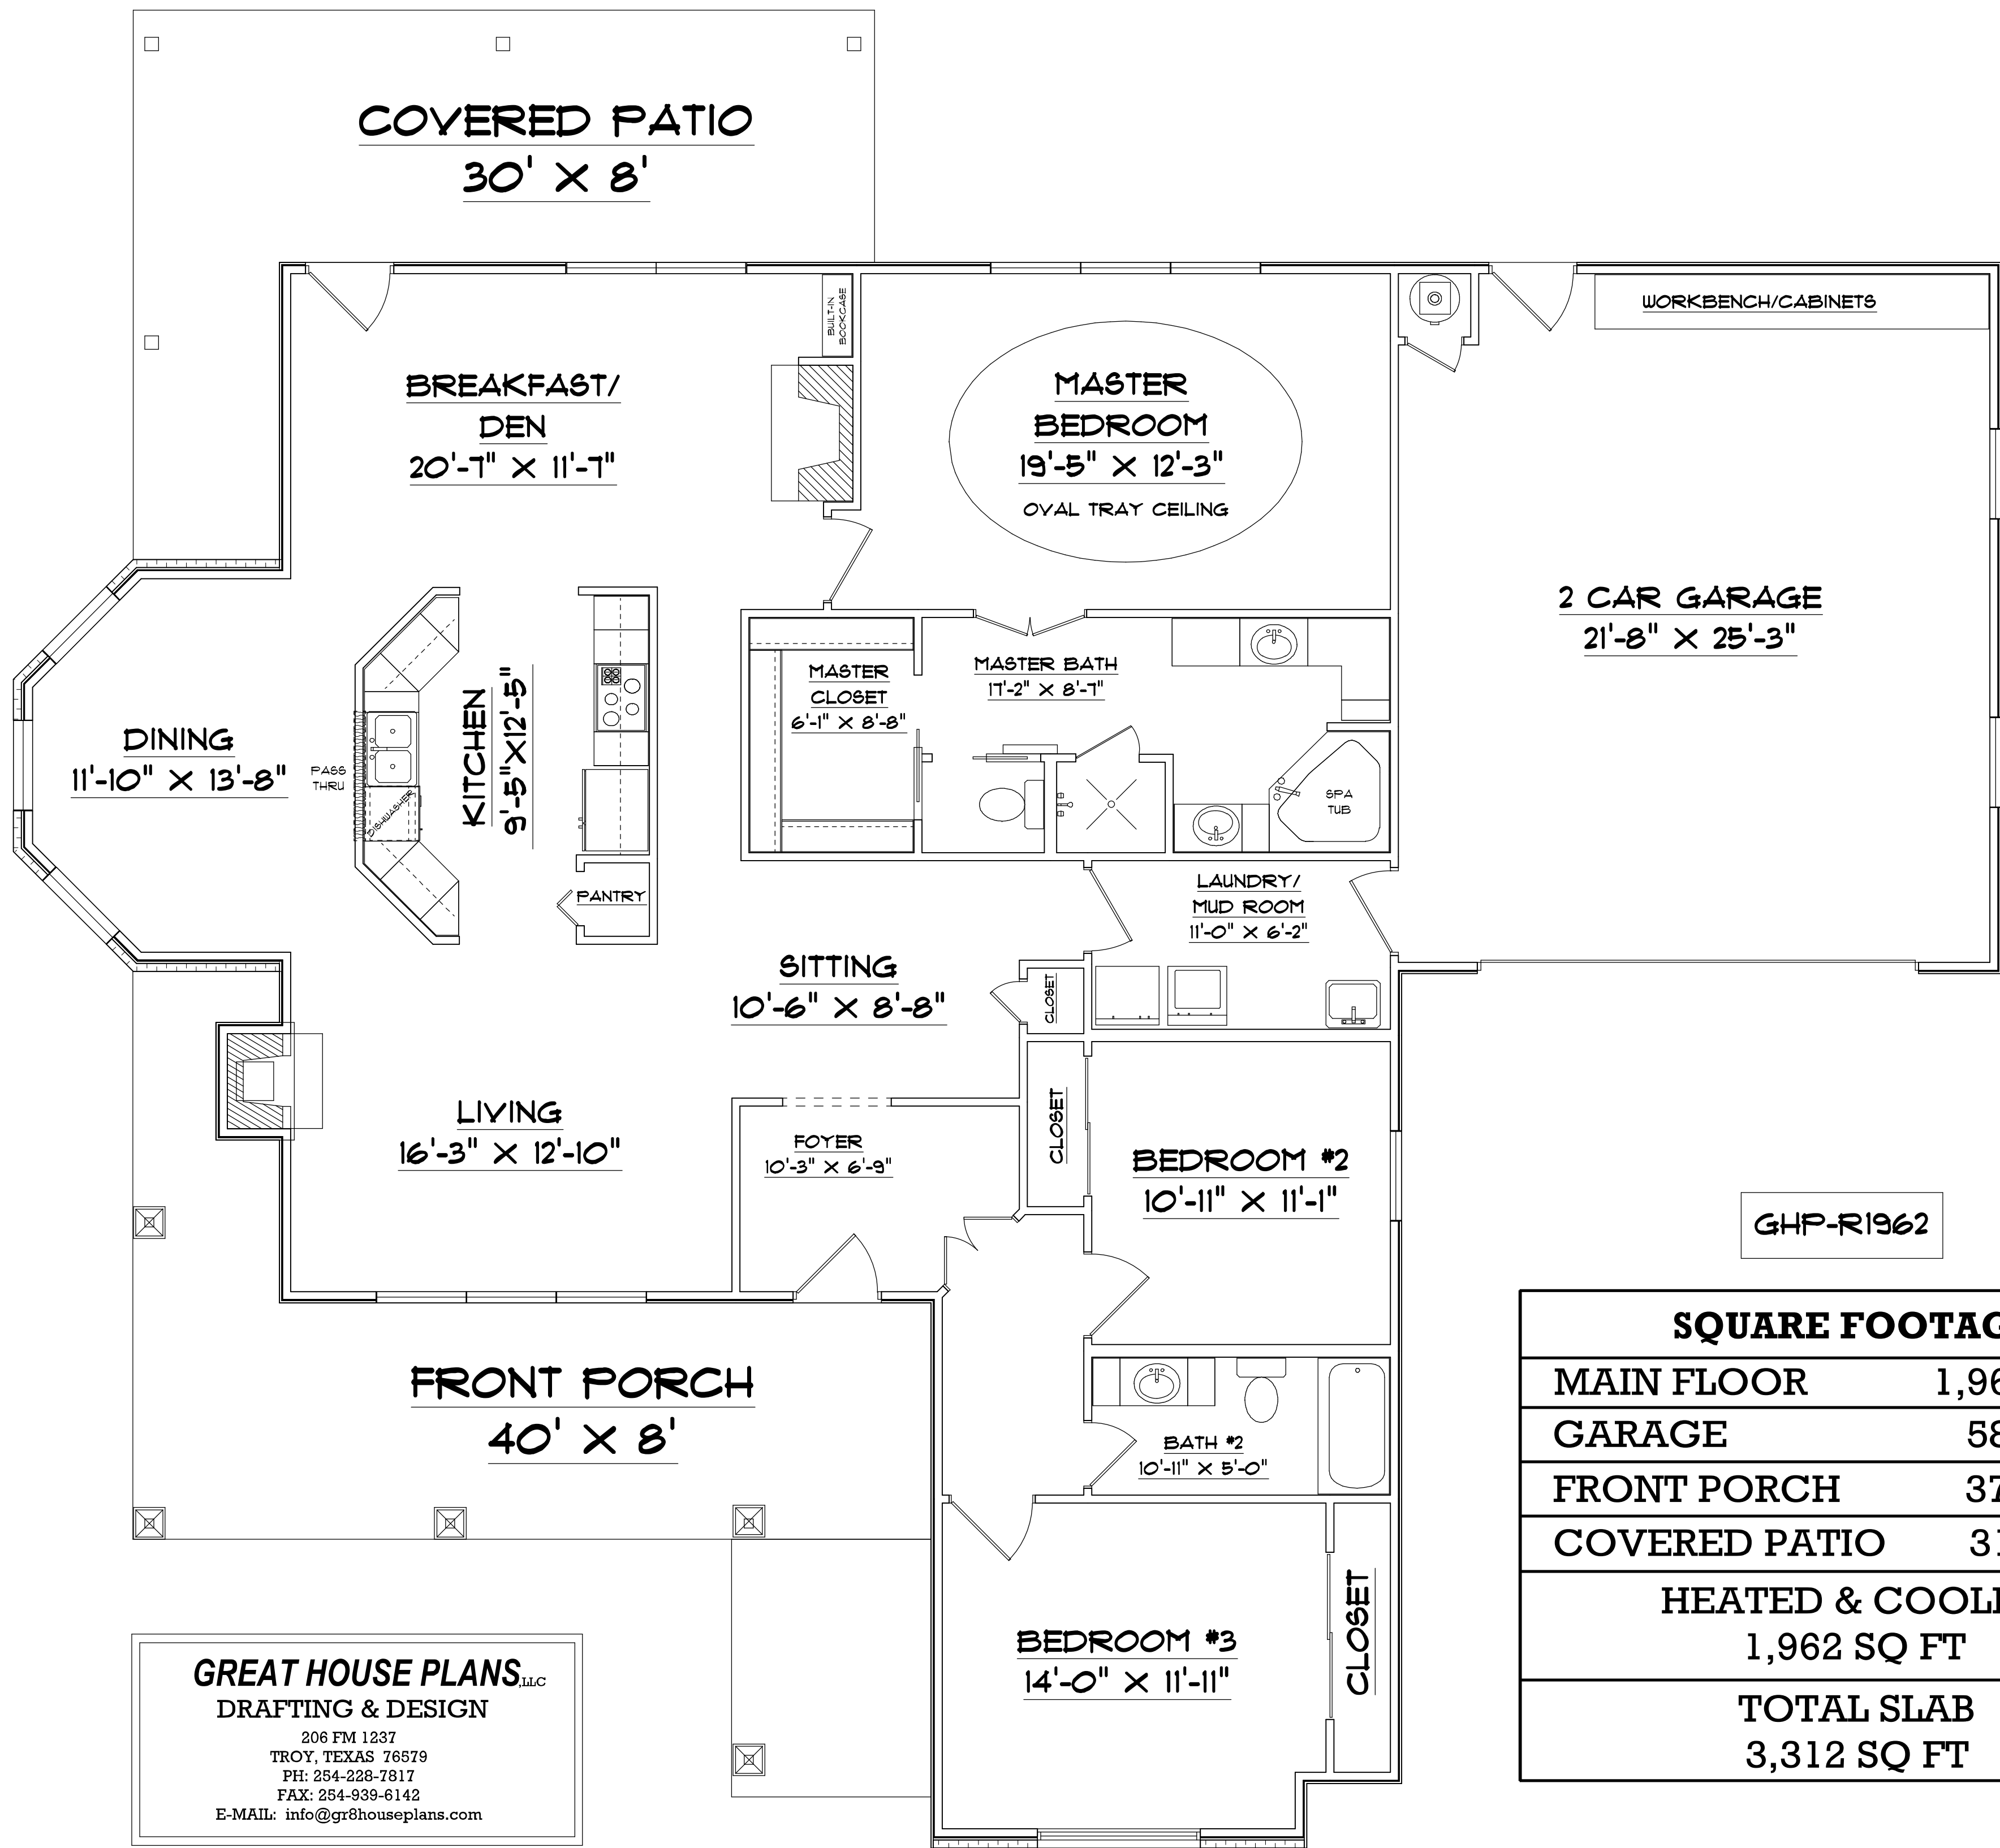 COVERED PATIO
30' X 8'
BUILT-IN
BOOKCASE
WORKBENCH/CABINETS
BREAKFAST/
DEN
20'-7" X 11'-7"
MASTER
BEDROOM
19'-5" X 12'-3"
OVAL TRAY CEILING
2 CAR GARAGE
21'-8" X 25'-3"
MASTER
CLOSET
6'-1" X 8'-8"
MASTER BATH
17'-2" X 8'-7"
DINING
11'-10" X 13'-8"
PASS
THRU
DISHWASHER
KITCHEN
9'-5"X12'-5"
SPA
TUB
PANTRY
LAUNDRY/
MUD ROOM
11'-0" X 6'-2"
SITTING
10'-6" X 8'-8"
CLOSET
LIVING
16'-3" X 12'-10"
FOYER
10'-3" X 6'-9"
CLOSET
BEDROOM #2
10'-11" X 11'-1"
GHP-R1962
FRONT PORCH
40' X 8'
BATH #2
10'-11" X 5'-0"
BEDROOM #3
14'-0" X 11'-11"
CLOSET
SQUARE FOOTAG
MAIN FLOOR 1,96
GARAGE 58
FRONT PORCH 37
COVERED PATIO 31
HEATED & COOL
1,962 SQ FT
TOTAL SLAB
3,312 SQ FT
GREAT HOUSE PLANS,LLC
DRAFTING & DESIGN
206 FM 1237
TROY, TEXAS 76579
PH: 254-228-7817
FAX: 254-939-6142
E-MAIL: info@gr8houseplans.com